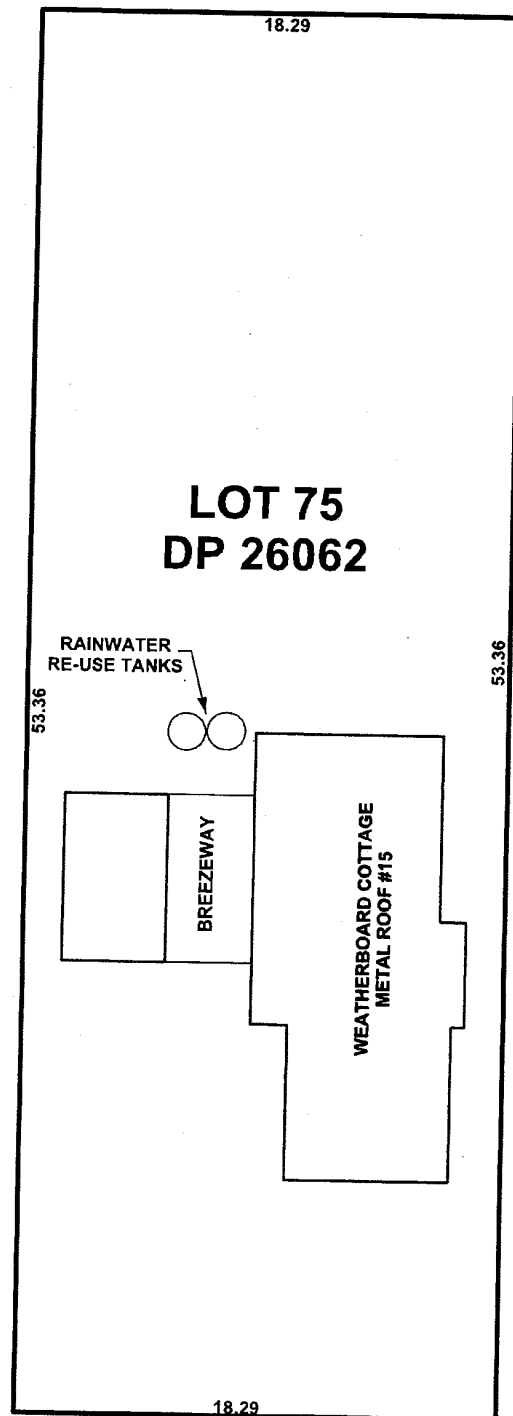 18.29
LOT 75
DP 26062
RAINWATER
RE-USE TANKS
53.36
53.36
BREEZEWAY
WEATHERBOARD COTTAGE
METAL ROOF #15
18.29